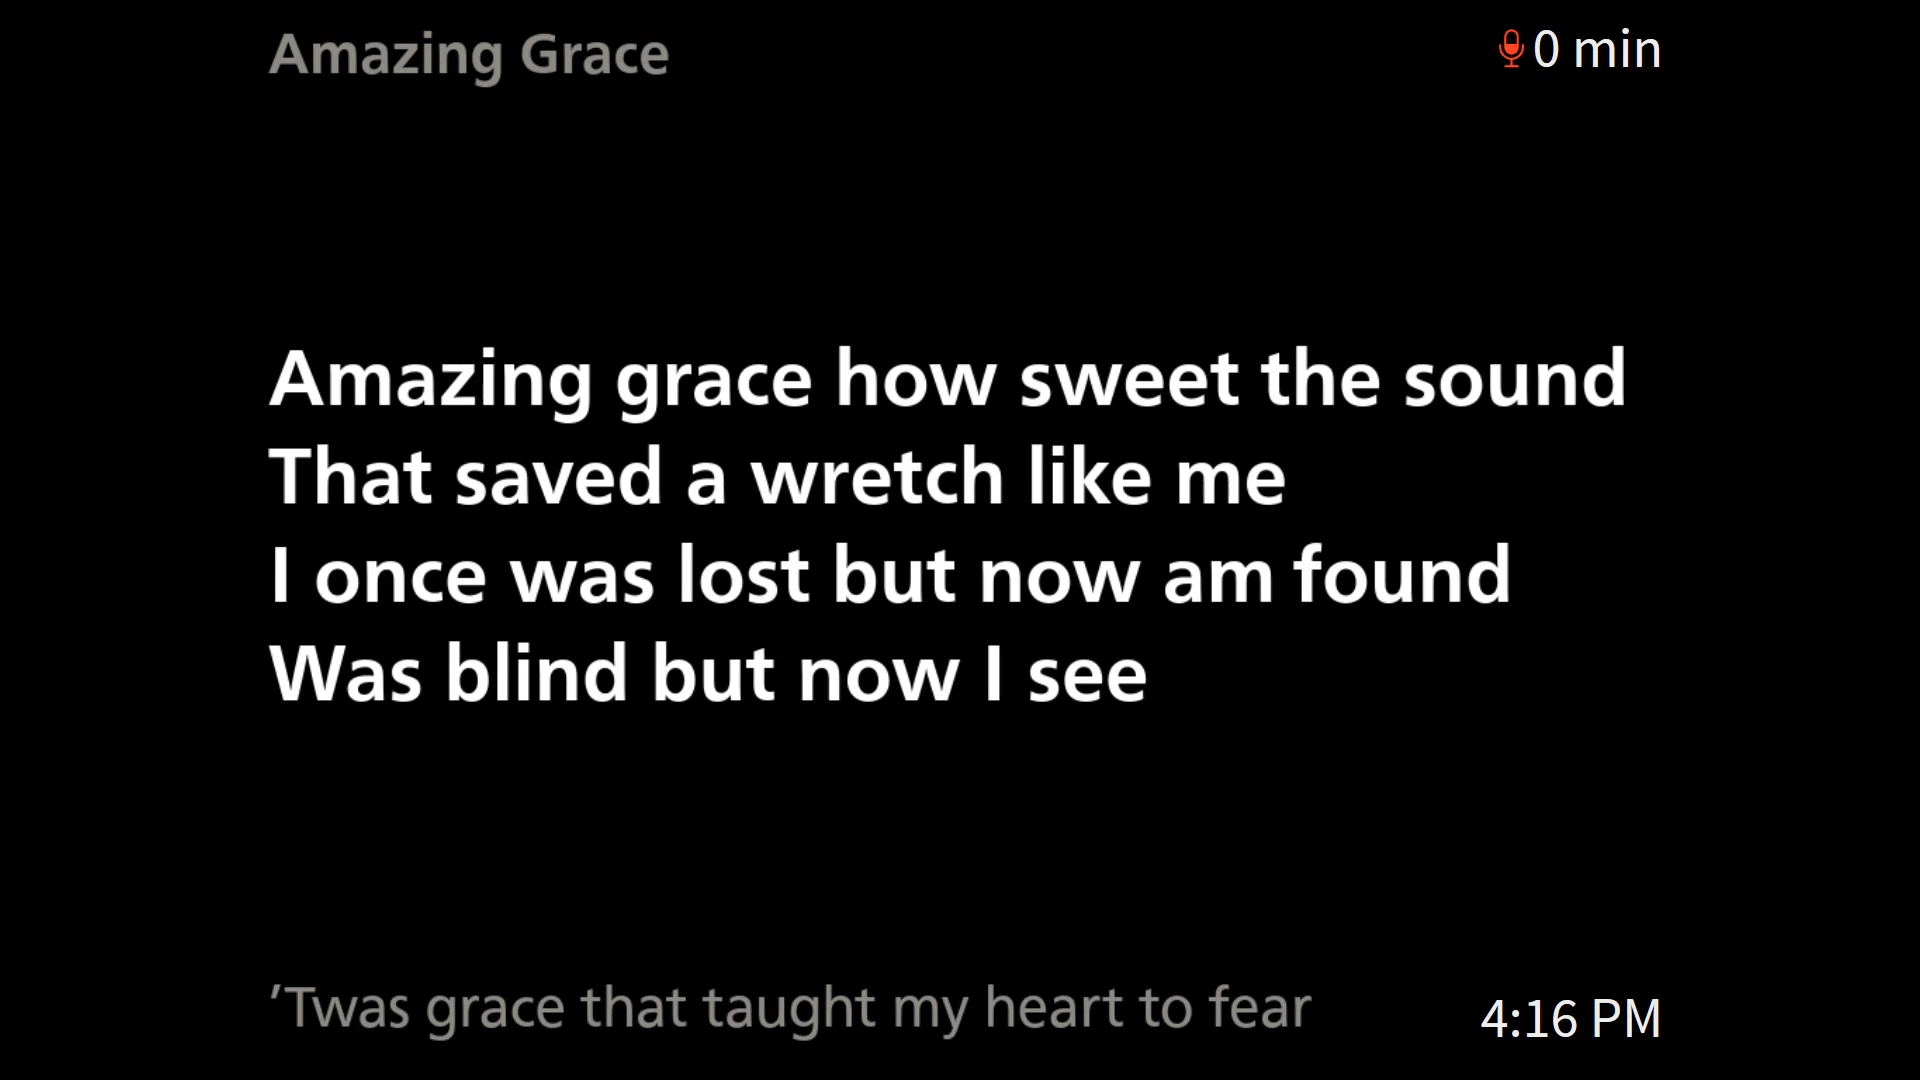 Amazing Grace
0 min
Amazing grace how sweet the sound
That saved a wretch like me
I once was lost but now am found
Was blind but now I see
’Twas grace that taught my heart to fear
4:16 PM